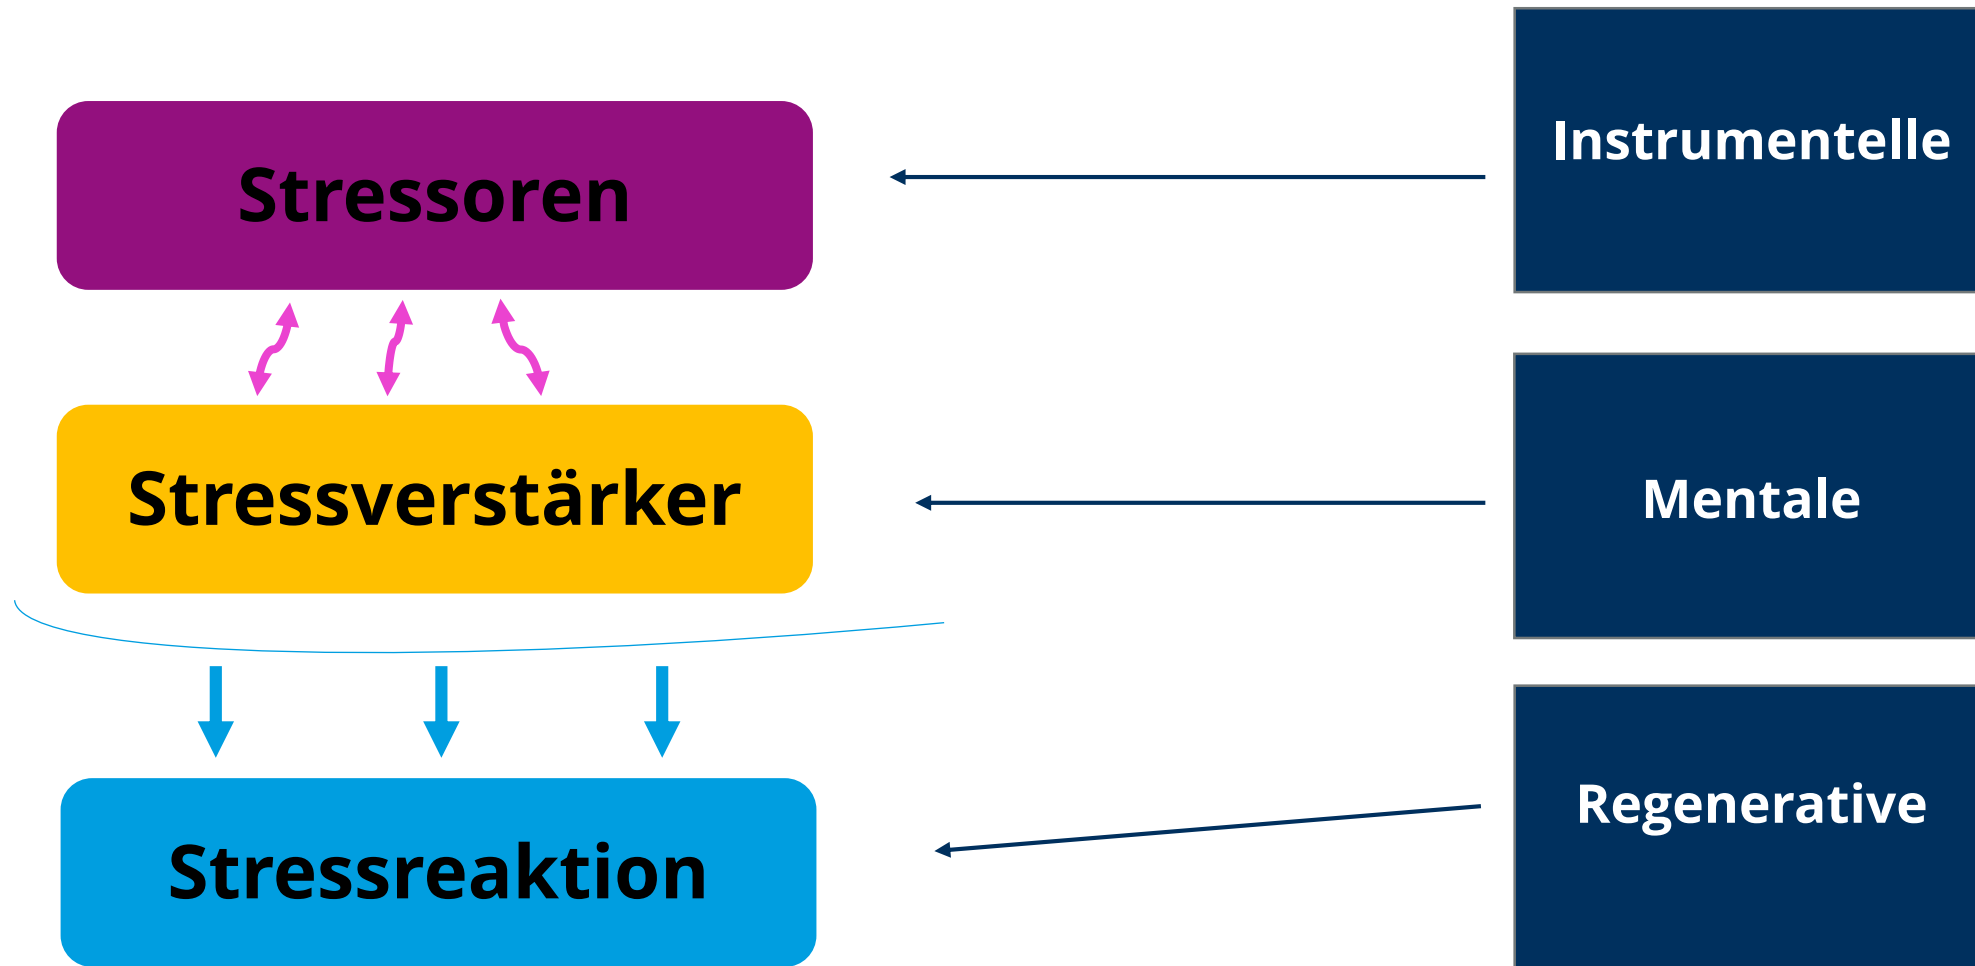 Stressoren
Instrumentelle
Stressverstärker
Mentale
Stressreaktion
Regenerative